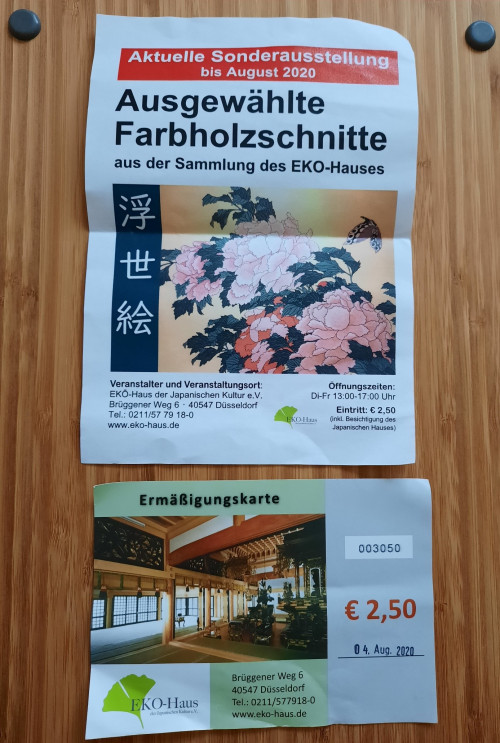 Aktuelle Sonderausstellung
bis August 2020
Ausgewählte
Farbholzschnitte
aus der Sammlung des EKO-Hauses
浮
世
絵
Veranstalter und Veranstaltungsort:
EKŌ-Haus der Japanischen Kultur e.V.
Brüggener Weg 6 · 40547 Düsseldorf
Tel.: 0211/57 79 18-0
www.eko-haus.de
EKŌ-Haus
Öffnungszeiten:
Di-Fr 13:00-17:00 Uhr
Eintritt: € 2,50
(inkl. Besichtigung des
Japanischen Hauses)
Ermäßigungskarte
003050
€ 2,50
04. Aug. 2020
EKŌ-Haus
der Japanischen Kultur e.V.
Brüggener Weg 6
40547 Düsseldorf
Tel.: 0211/577918-0
www.eko-haus.de